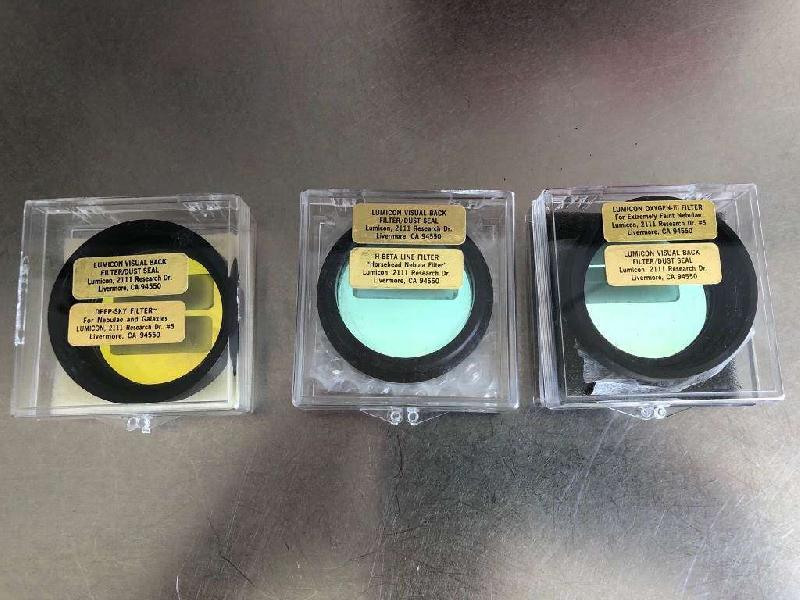 LUMICON VISUAL BACK
FILTER/DUST SEAL
Lumicon, 2111 Research Dr.
Livermore, CA 94550
DEEP-SKY FILTER™
For Nebulae and Galaxies
LUMICON, 2111 Research Dr. #5
Livermore, CA 94550
LUMICON VISUAL BACK
FILTER/DUST SEAL
Lumicon, 2111 Research Dr.
Livermore, CA 94550
H-BETA LINE FILTER
"Horsehead Nebula Filter"
Lumicon 2111 Research Dr.
Livermore, CA 94550
LUMICON OXYGEN-III FILTER
For Extremely Faint Nebulae
Lumicon, 2111 Research Dr. #5
Livermore, CA 94550
LUMICON VISUAL BACK
FILTER/DUST SEAL
Lumicon, 2111 Research Dr.
Livermore, CA 94550